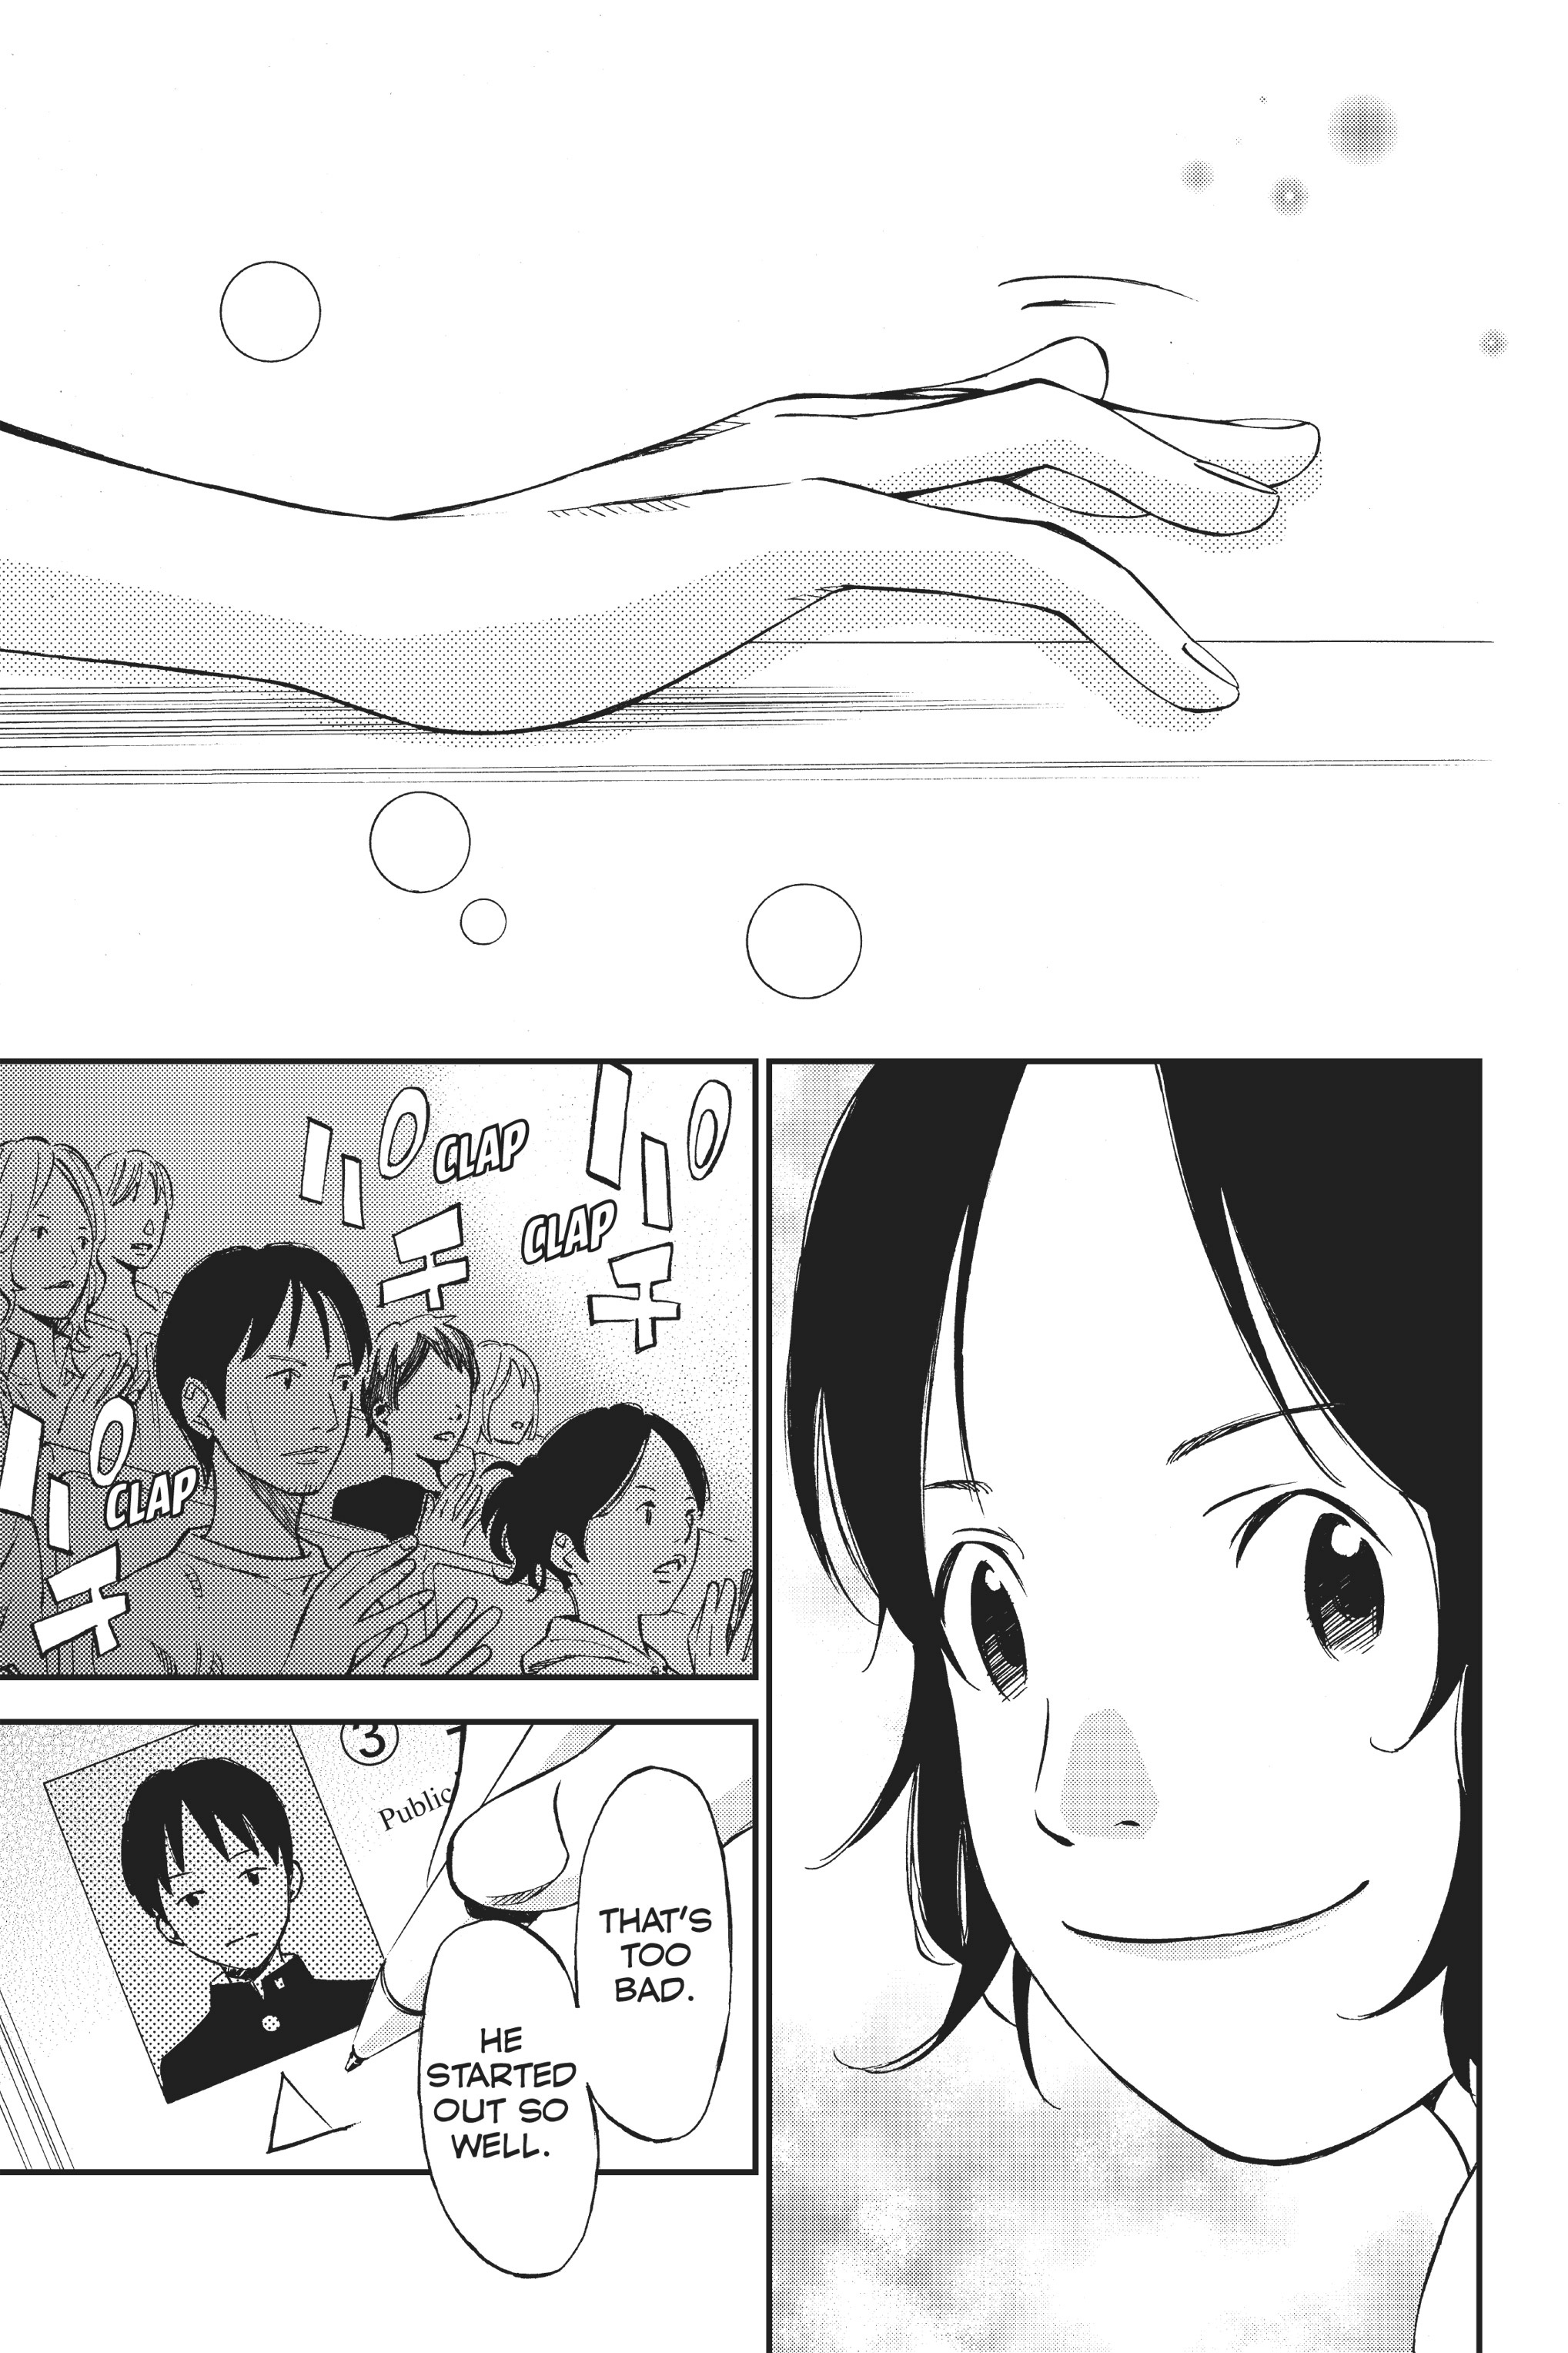 パチ
CLAP
パチ
CLAP
パチ
CLAP
③
Public
THAT'S
TOO
BAD.
HE
STARTED
OUT SO
WELL.